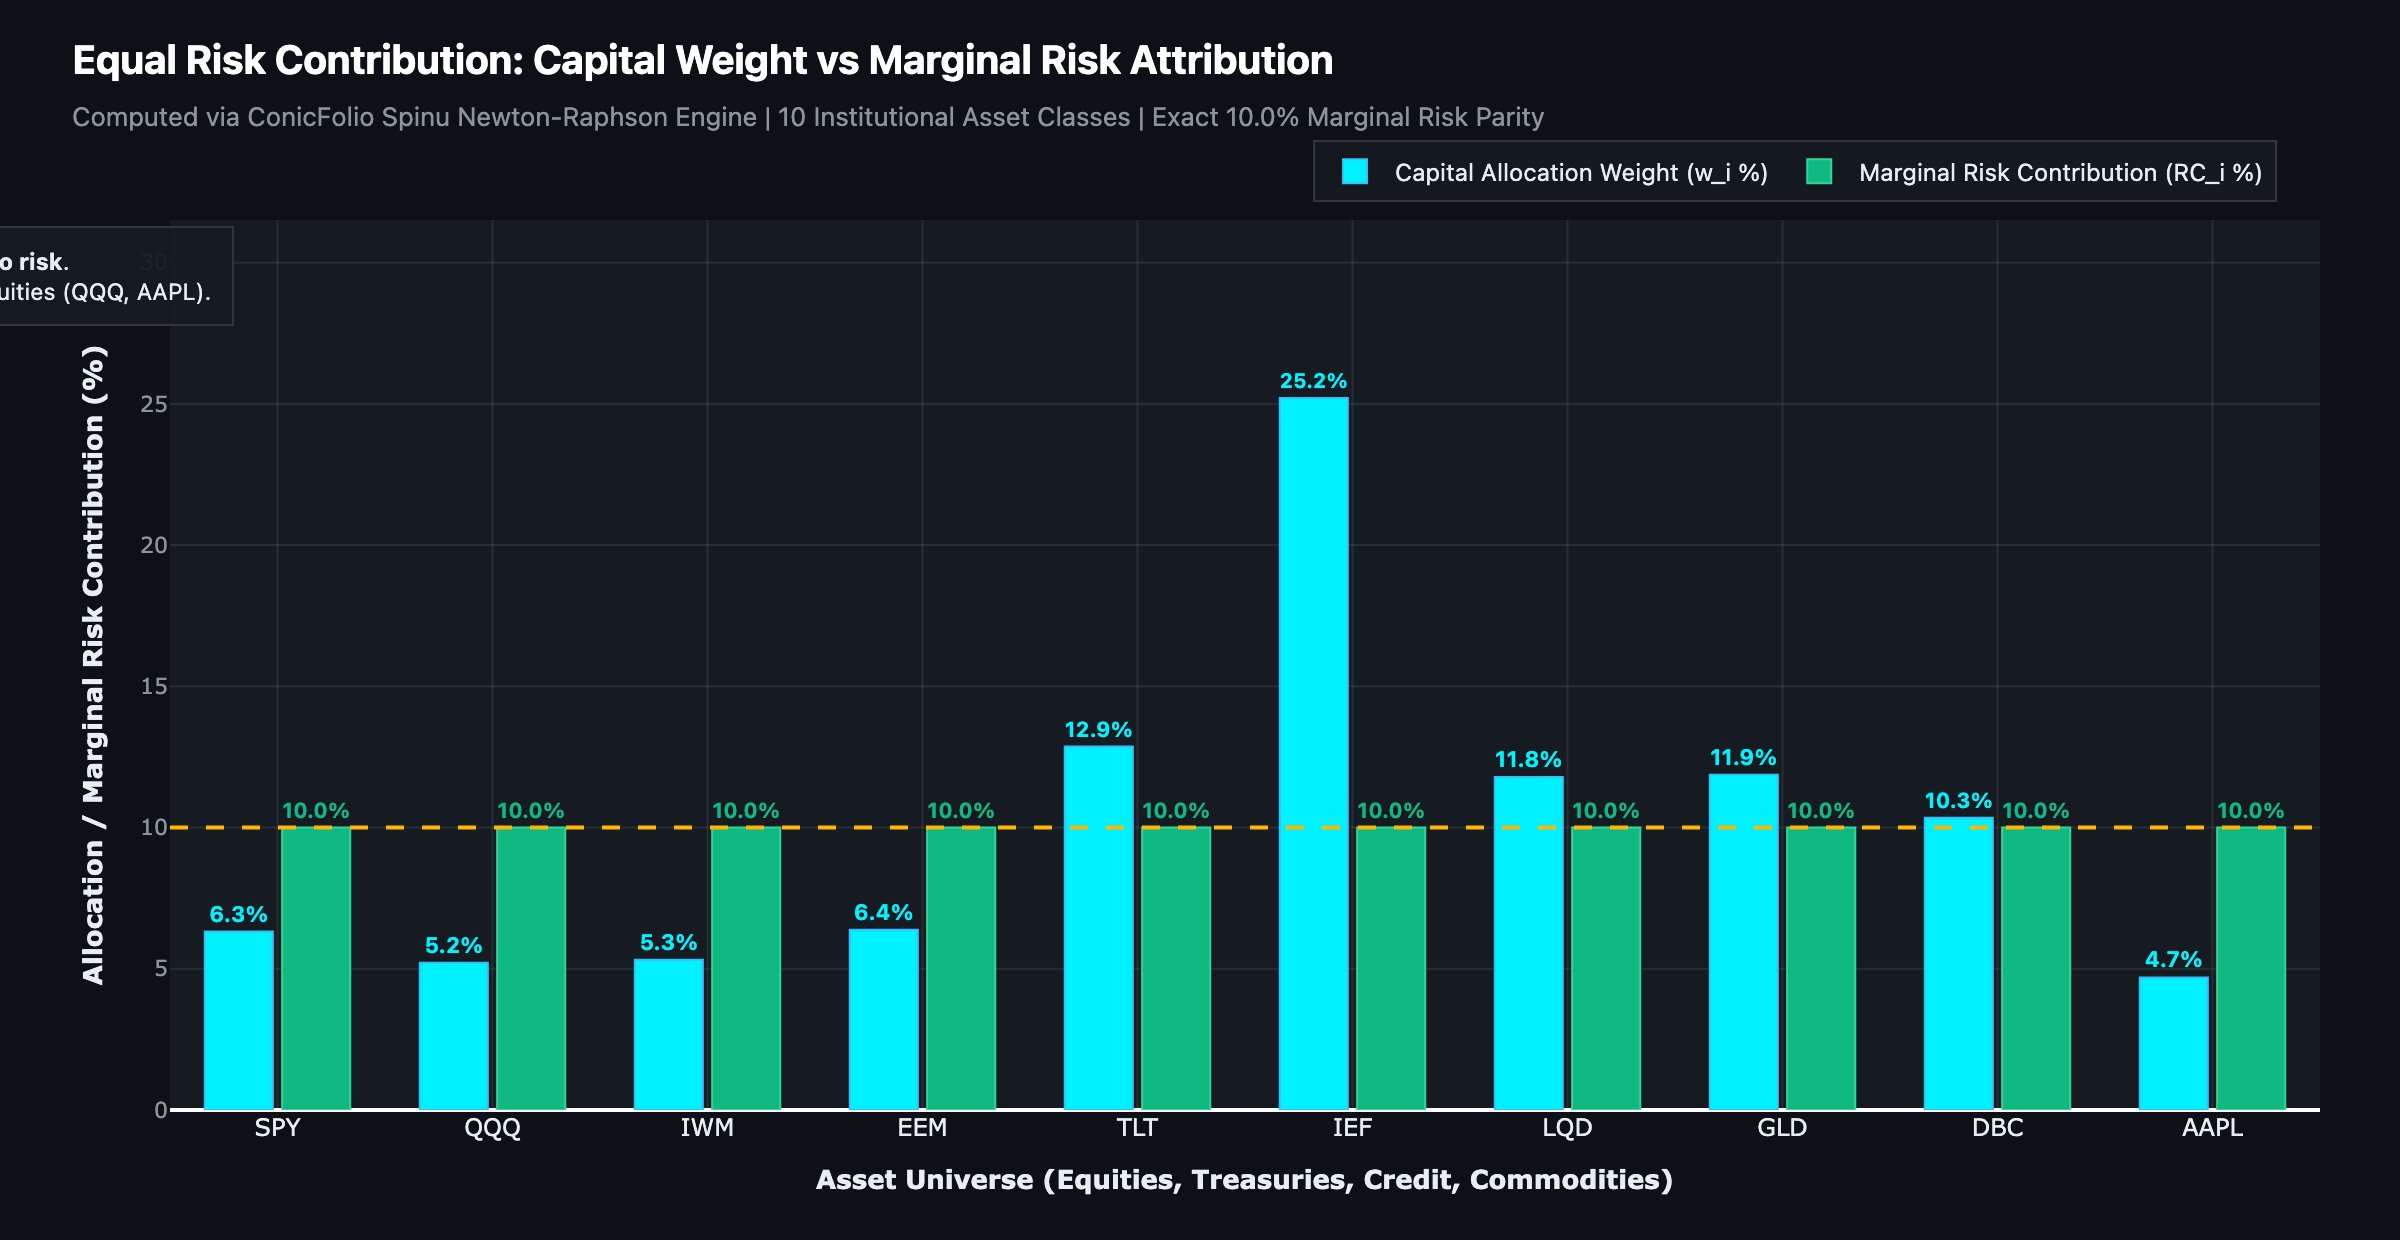 Equal Risk Contribution: Capital Weight vs Marginal Risk Attribution
Computed via ConicFolio Spinu Newton-Raphson Engine | 10 Institutional Asset Classes | Exact 10.0% Marginal Risk Parity
Capital Allocation Weight (w_i %)
Marginal Risk Contribution (RC_i %)
o risk.
uities (QQQ, AAPL).
Allocation / Marginal Risk Contribution (%)
30
25
20
15
10
5
0
6.3%
10.0%
5.2%
10.0%
5.3%
10.0%
6.4%
10.0%
12.9%
10.0%
25.2%
10.0%
11.8%
10.0%
11.9%
10.0%
10.3%
10.0%
4.7%
10.0%
SPY
QQQ
IWM
EEM
TLT
IEF
LQD
GLD
DBC
AAPL
Asset Universe (Equities, Treasuries, Credit, Commodities)